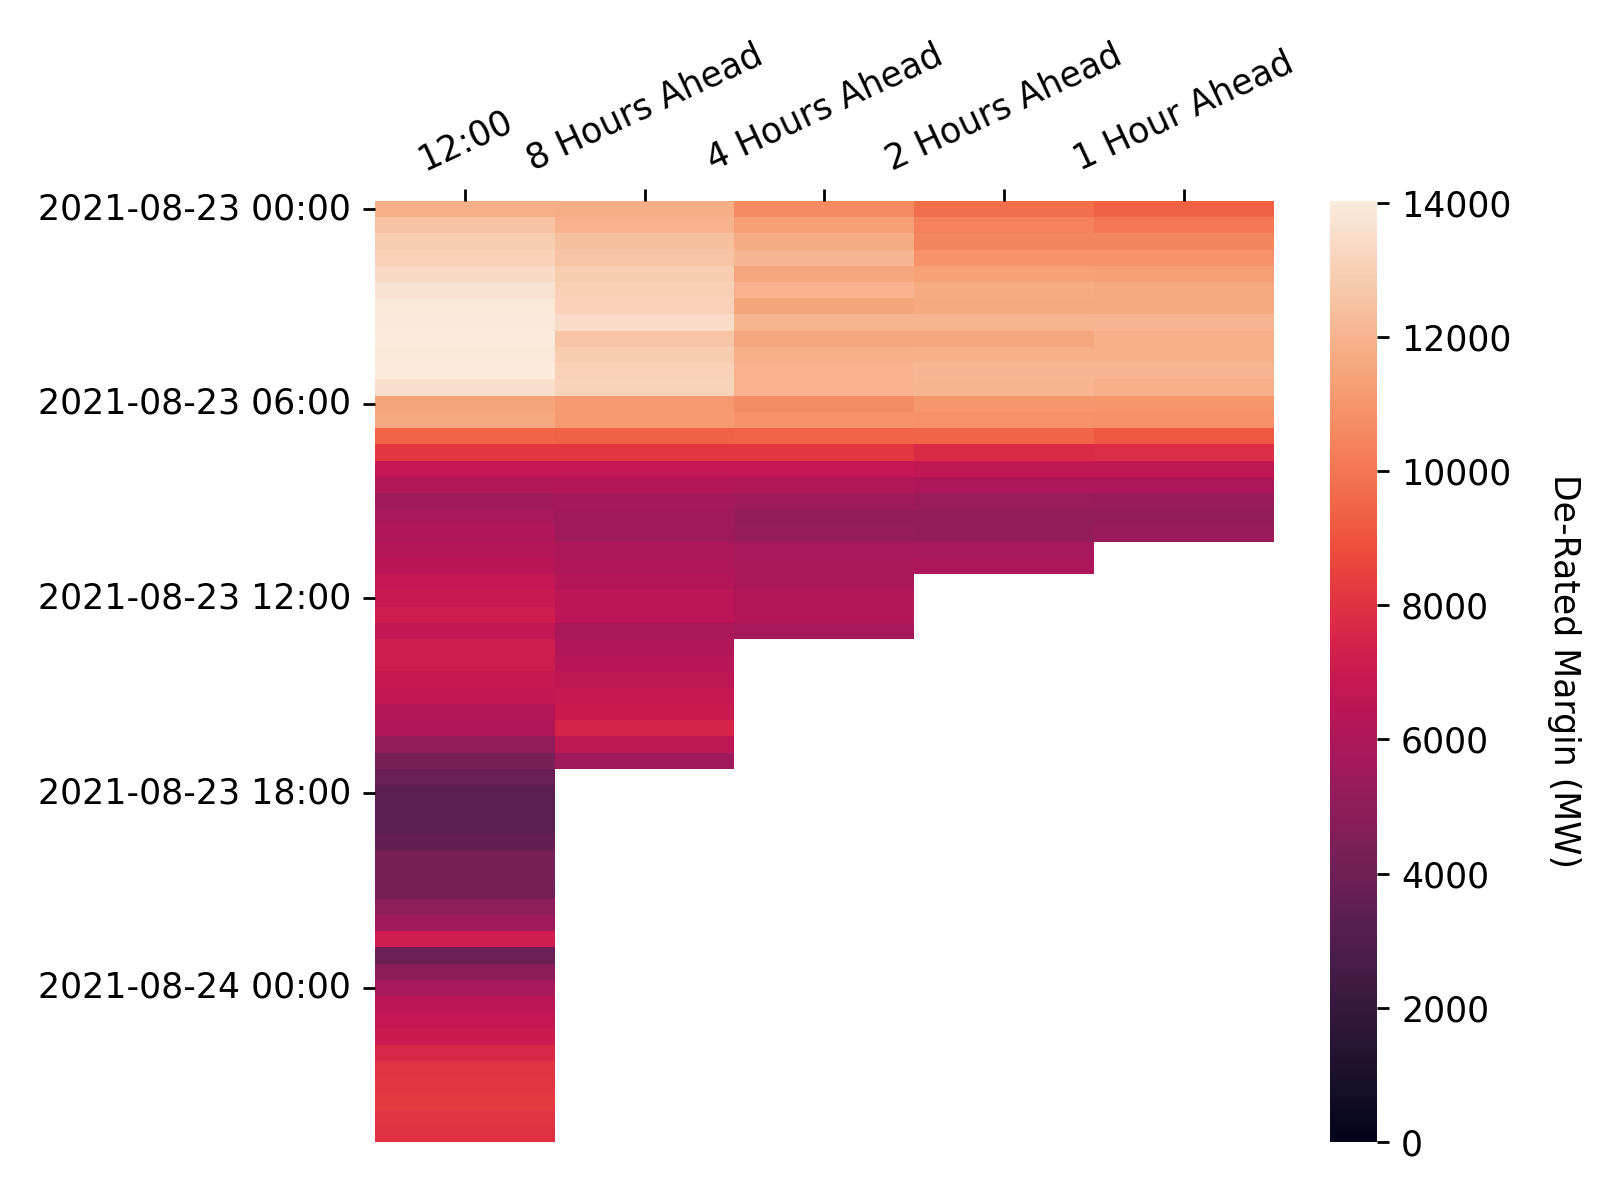 12:00
8 Hours Ahead
4 Hours Ahead
2 Hours Ahead
1 Hour Ahead
2021-08-23 00:00
2021-08-23 06:00
2021-08-23 12:00
2021-08-23 18:00
2021-08-24 00:00
14000
12000
10000
8000
6000
4000
2000
0
De-Rated Margin (MW)